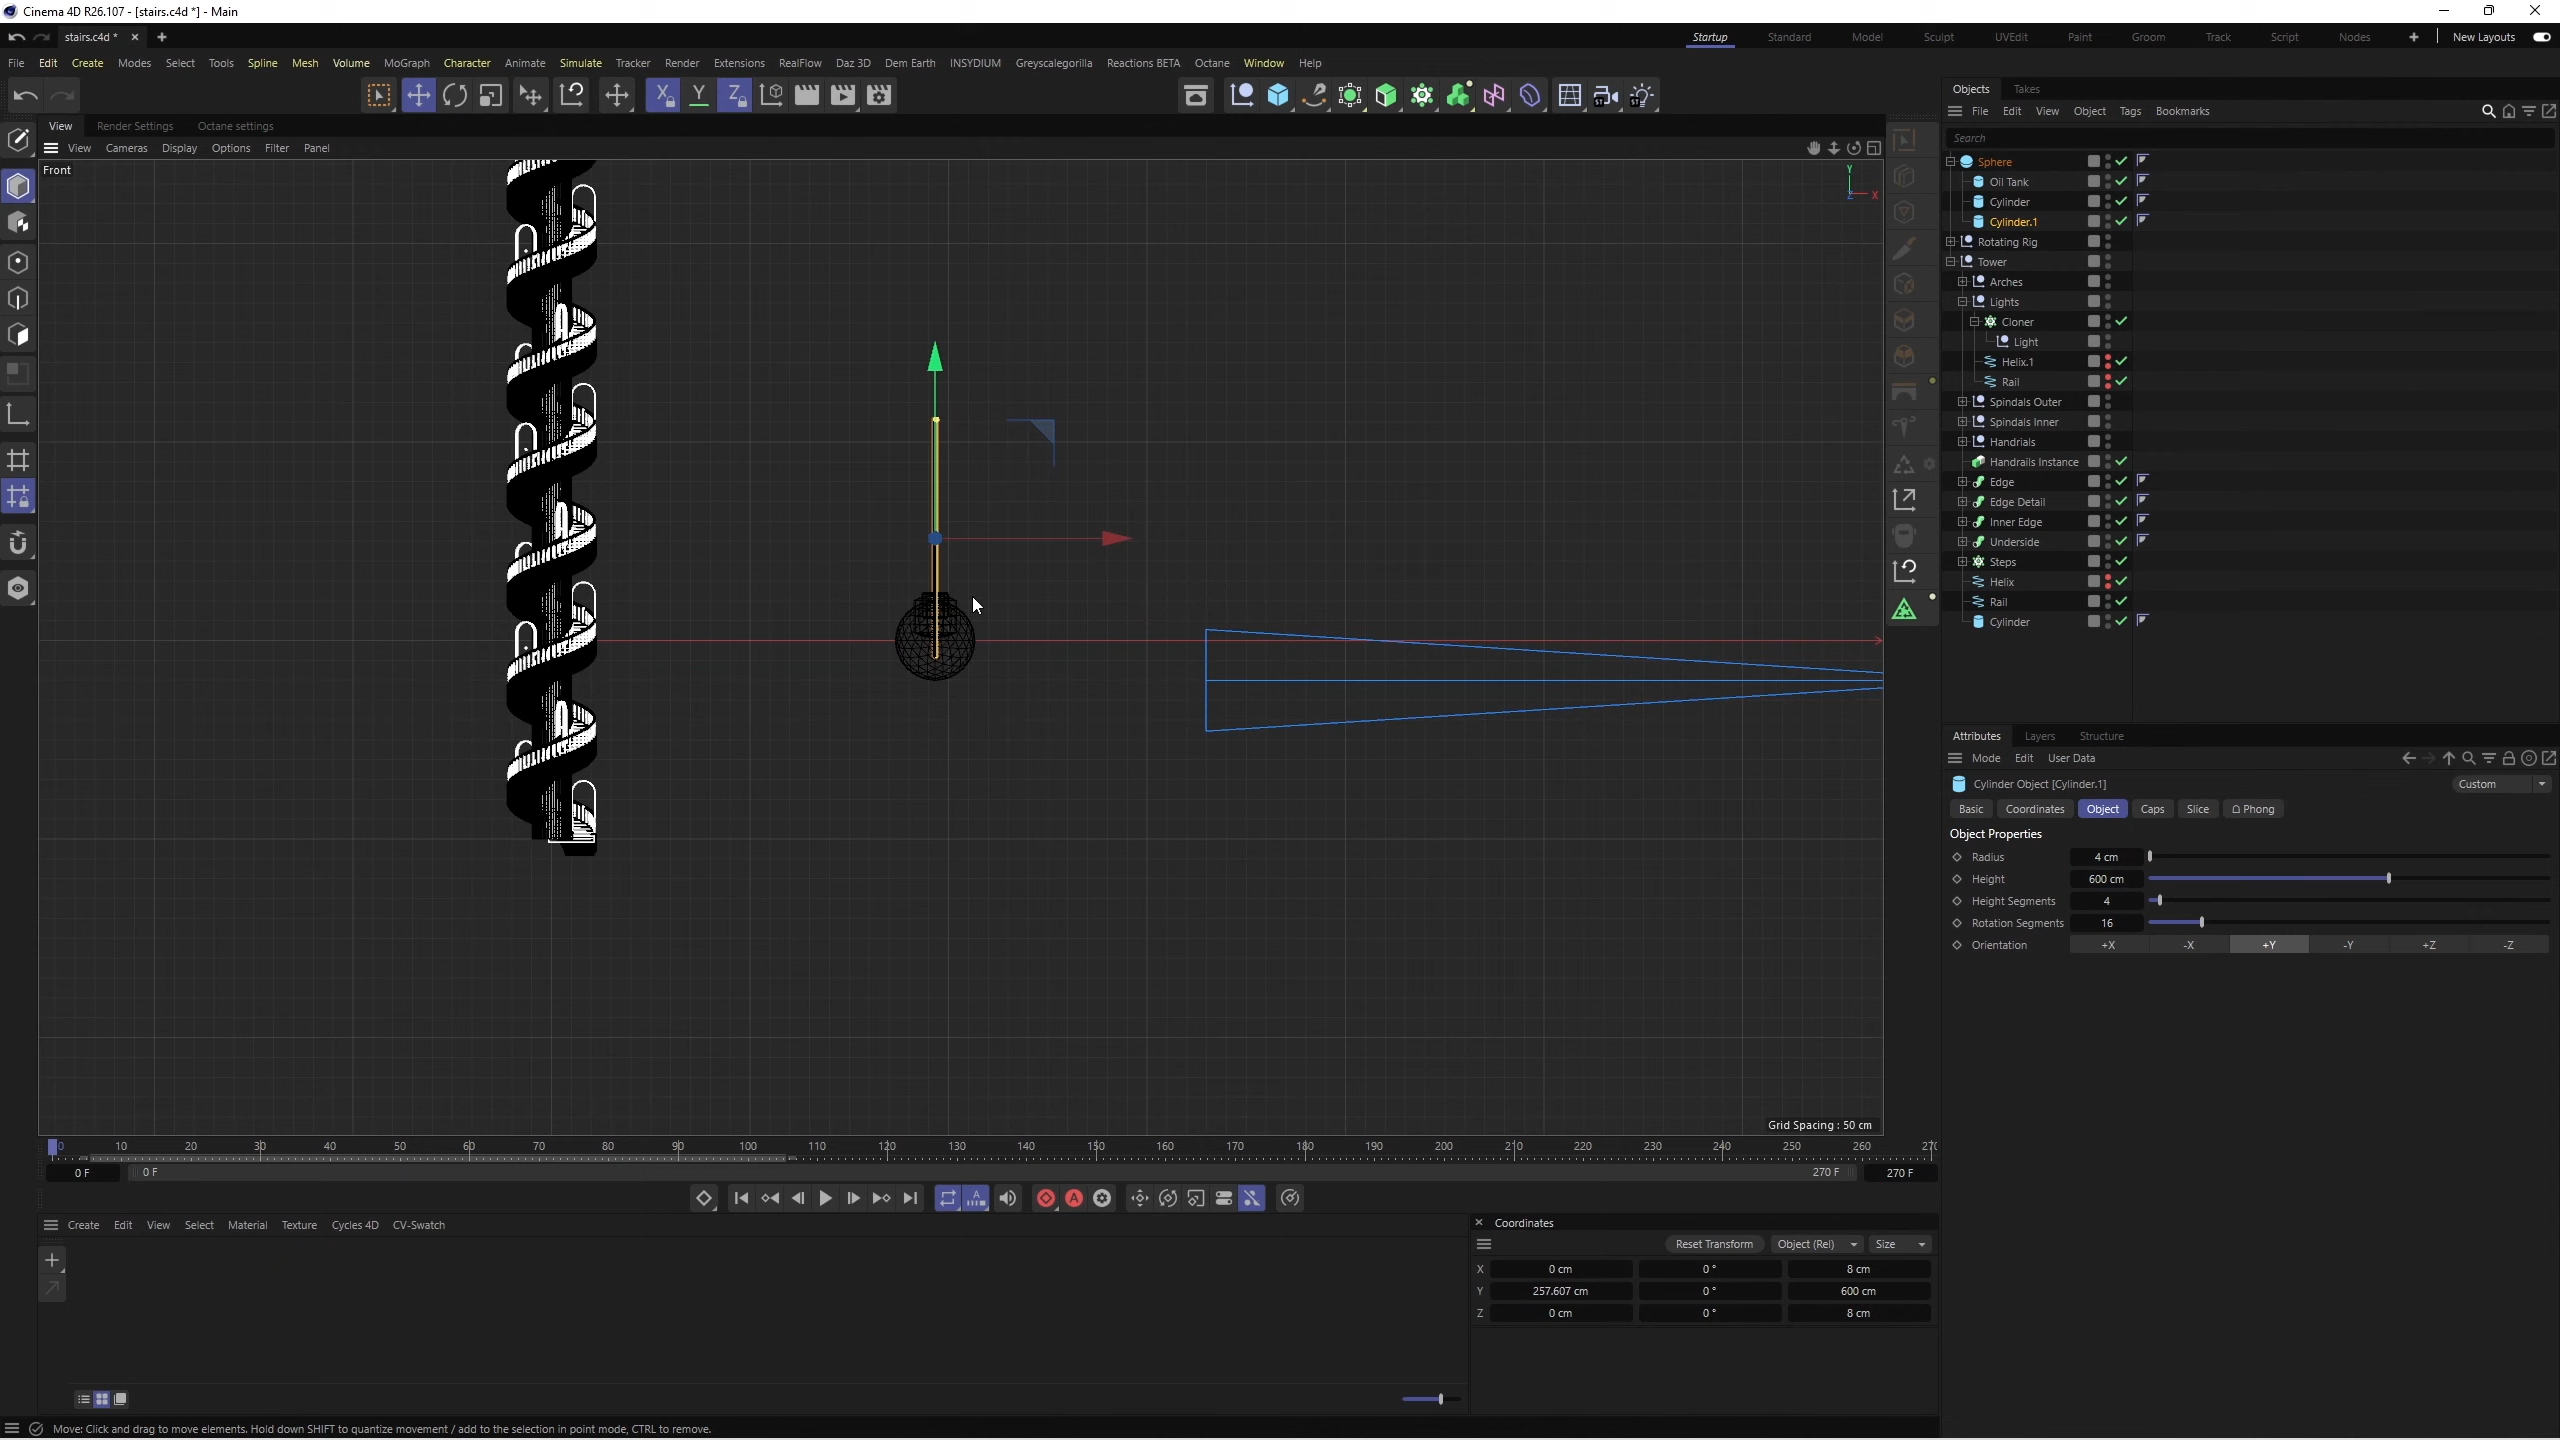 Cinema 4D R26.107 - [stairs.c4d *] - Main
stairs.c4d *
Startup Standard Model Sculpt UVEdit Paint Groom Track Script Nodes New Layouts
File Edit Create Modes Select Tools Spline Mesh Volume MoGraph Character Animate Simulate Tracker Render Extensions RealFlow Daz 3D Dem Earth INSYDIUM Greyscalegorilla Reactions BETA Octane Window Help
Objects Takes
File Edit View Object Tags Bookmarks
Search
View Render Settings Octane settings
View Cameras Display Options Filter Panel
Front
Y
Z X
Sphere
Oil Tank
Cylinder
Cylinder.1
Rotating Rig
Tower
Arches
Lights
Cloner
Light
Helix.1
Rail
Spindals Outer
Spindals Inner
Handrials
Handrails Instance
Edge
Edge Detail
Inner Edge
Underside
Steps
Helix
Rail
Cylinder
Attributes Layers Structure
Mode Edit User Data
Cylinder Object [Cylinder.1]
Custom
Basic Coordinates Object Caps Slice Phong
Object Properties
Radius 4 cm
Height 600 cm
Height Segments 4
Rotation Segments 16
Orientation +X -X +Y -Y +Z -Z
Grid Spacing : 50 cm
0 10 20 30 40 50 60 70 80 90 100 110 120 130 140 150 160 170 180 190 200 210 220 230 240 250 260 270
0 F 0 F 270 F 270 F
Create Edit View Select Material Texture Cycles 4D CV-Swatch
Coordinates
Reset Transform Object (Rel) Size
X 0 cm 0 ° 8 cm
Y 257.607 cm 0 ° 600 cm
Z 0 cm 0 ° 8 cm
Move: Click and drag to move elements. Hold down SHIFT to quantize movement / add to the selection in point mode, CTRL to remove.